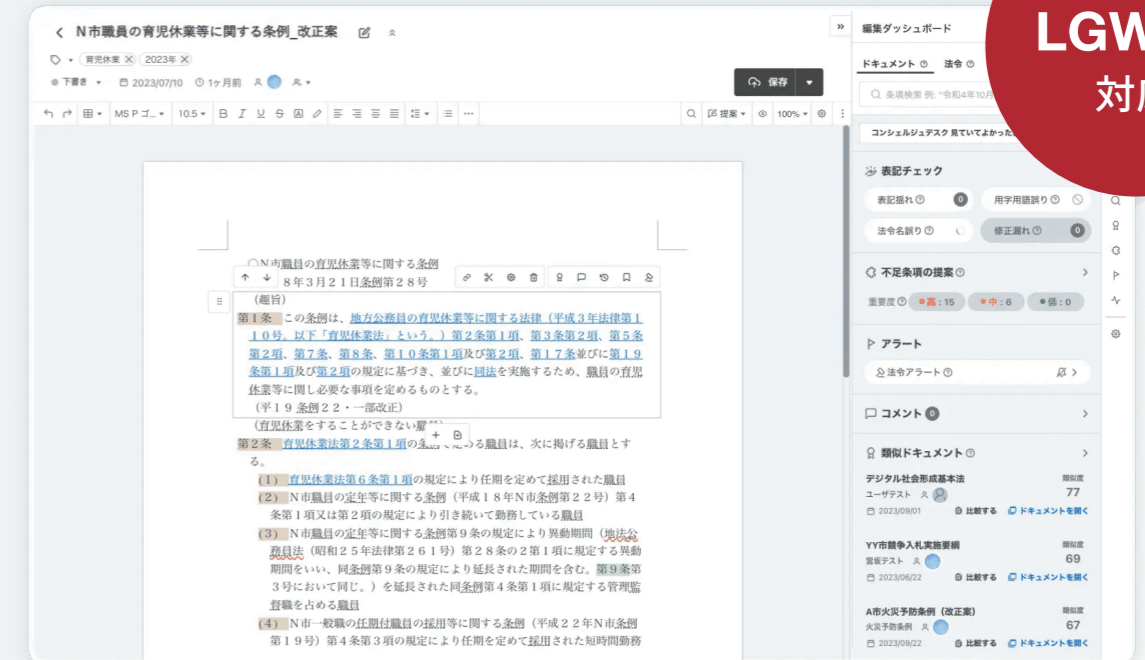 N市職員の育児休業等に関する条例_改正案
育児休業 × 2023年 ×
下書き 2023/07/10 1ヶ月前
保存
MS P ゴ... 10.5 B I U S A
提案 100%
○N市職員の育児休業等に関する条例
8年3月21日条例第28号
（趣旨）
第1条 この条例は、地方公務員の育児休業等に関する法律（平成3年法律第1
10号。以下「育児休業法」という。）第2条第1項、第3条第2項、第5条
第2項、第7条、第8条、第10条第1項及び第2項、第17条並びに第19
条第1項及び第2項の規定に基づき、並びに同法を実施するため、職員の育児
休業等に関し必要な事項を定めるものとする。
（平19条例22・一部改正）
（育児休業をすることができない
第2条 育児休業法第2条第1項の
める職員は、次に掲げる職員とす
る。
(1) 育児休業法第6条第1項の規定により任期を定めて採用された職員
(2) N市職員の定年等に関する条例（平成18年N市条例第22号）第4
条第1項又は第2項の規定により引き続いて勤務している職員
(3) N市職員の定年等に関する条例第9条の規定により異動期間（地法公
務員法（昭和25年法律第261号）第28条の2第1項に規定する異動
期間をいい、同条例第9条の規定により延長された期間を含む。第9条第
3号において同じ。）を延長された同条例第4条第1項に規定する管理監
督職を占める職員
(4) N市一般職の任期付職員の採用等に関する条例（平成22年N市条例
第19号）第4条第3項の規定により任期を定めて採用された短時間勤務
編集ダッシュボード
ドキュメント 法令
条項検索 例: "令和4年10月
コンシェルジュデスク 見ていてよかった
表記チェック
表記揺れ 0 用字用語誤り
法令名誤り 修正漏れ 0
不足条項の提案
重要度 高 : 15 中 : 6 低 : 0
アラート
法令アラート
コメント 0
類似ドキュメント
デジタル社会形成基本法 類似度
ユーザテスト 77
2023/09/01 比較する ドキュメントを開く
YY市競争入札実施要綱 類似度
宮坂テスト 69
2023/06/22 比較する ドキュメントを開く
A市火災予防条例（改正案） 類似度
火災予防条例 67
2023/09/22 比較する ドキュメントを開く
LGW
対